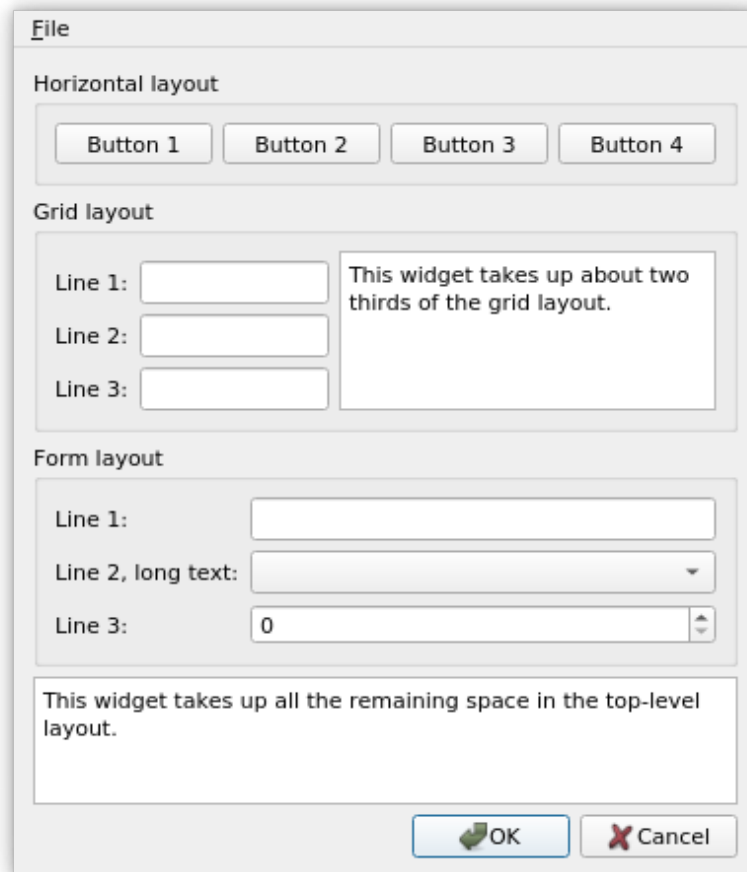 File
Horizontal layout
Button 1
Button 2
Button 3
Button 4
Grid layout
Line 1:
Line 2:
Line 3:
This widget takes up about two
thirds of the grid layout.
Form layout
Line 1:
Line 2, long text:
Line 3:
0
This widget takes up all the remaining space in the top-level
layout.
OK
Cancel